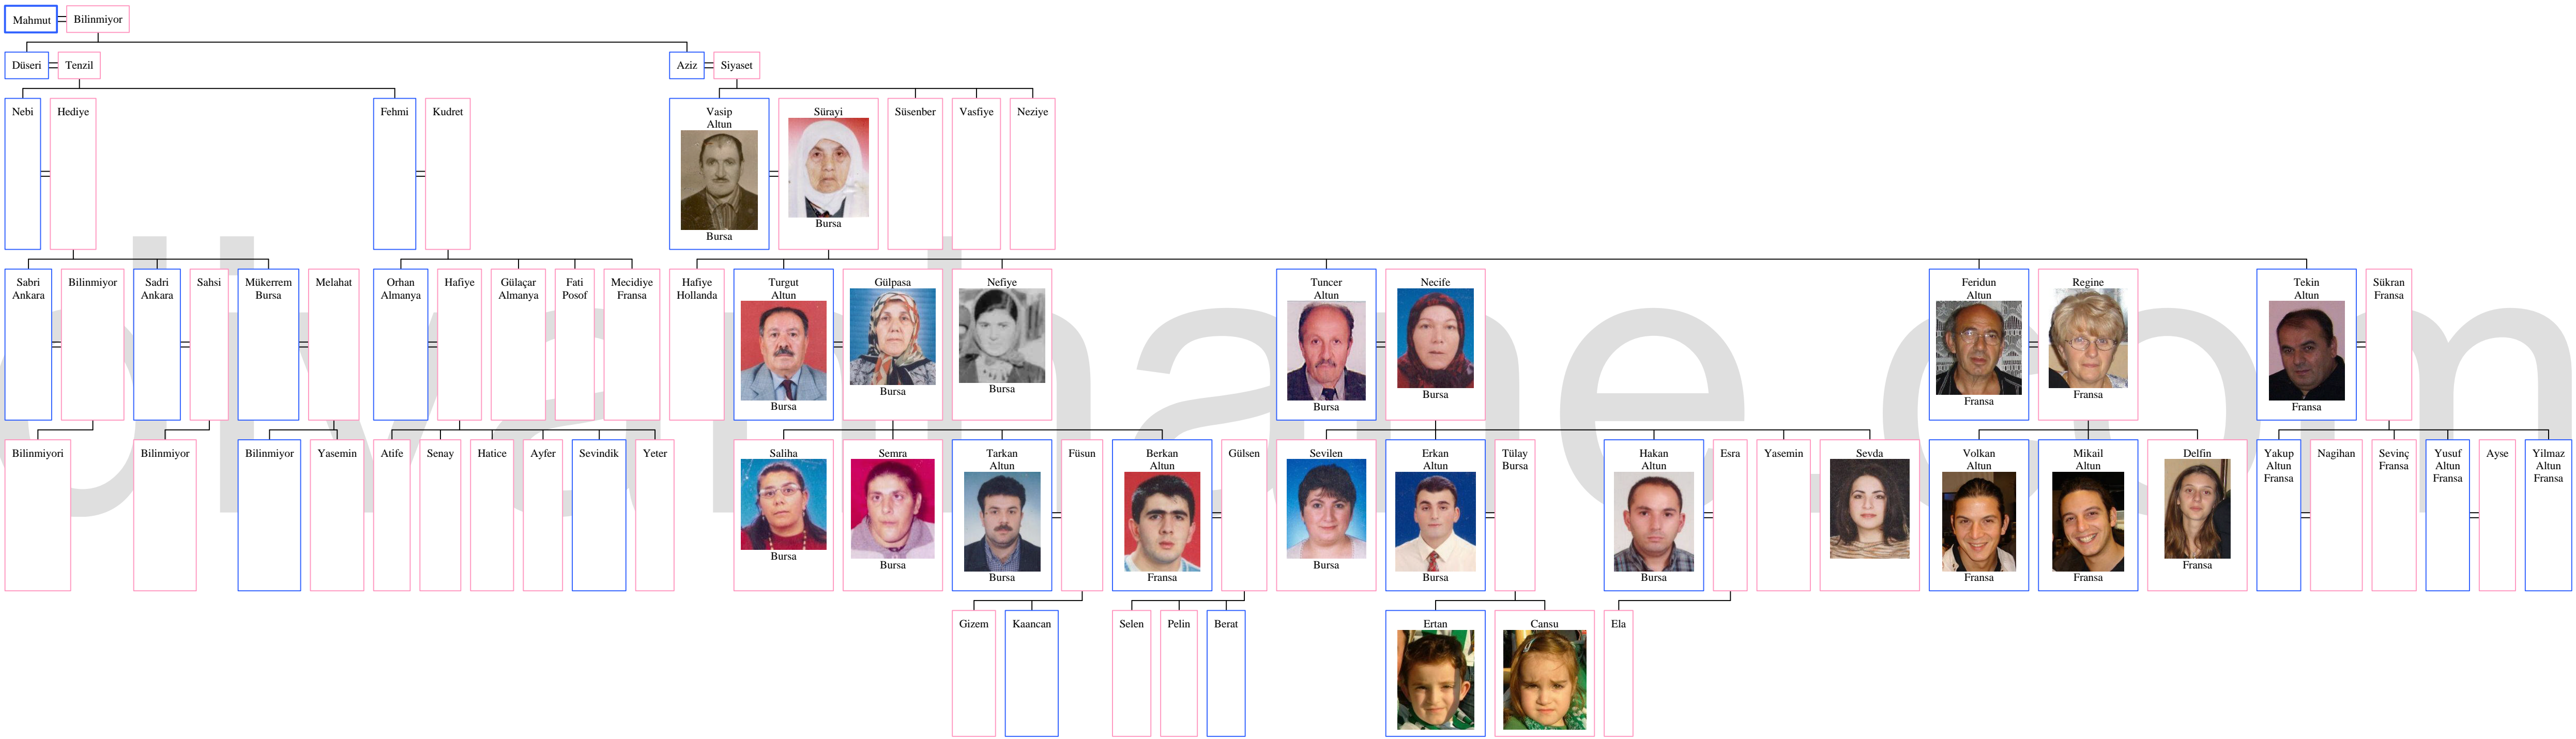 Mahmut
Bilinmiyor
Düseri
Tenzil
Aziz
Siyaset
Nebi
Hediye
Fehmi
Kudret
Vasip
Altun
Bursa
Sürayi
Bursa
Süsenber
Vasfiye
Neziye
Sabri
Ankara
Bilinmiyor
Sadri
Ankara
Sahsi
Mükerrem
Bursa
Melahat
Orhan
Almanya
Hafiye
Gülaçar
Almanya
Fati
Posof
Mecidiye
Fransa
Hafiye
Hollanda
Turgut
Altun
Bursa
Gülpasa
Bursa
Nefiye
Bursa
Tuncer
Altun
Bursa
Necife
Bursa
Feridun
Altun
Fransa
Regine
Fransa
Tekin
Altun
Fransa
Sükran
Fransa
Bilinmiyori
Bilinmiyor
Bilinmiyor
Yasemin
Atife
Senay
Hatice
Ayfer
Sevindik
Yeter
Saliha
Bursa
Semra
Bursa
Tarkan
Altun
Bursa
Füsun
Berkan
Altun
Fransa
Gülsen
Sevilen
Bursa
Erkan
Altun
Bursa
Tülay
Bursa
Hakan
Altun
Bursa
Esra
Yasemin
Sevda
Volkan
Altun
Fransa
Mikail
Altun
Fransa
Delfin
Fransa
Yakup
Altun
Fransa
Nagihan
Sevinç
Fransa
Yusuf
Altun
Fransa
Ayse
Yilmaz
Altun
Fransa
Gizem
Kaancan
Selen
Pelin
Berat
Ertan
Cansu
Ela